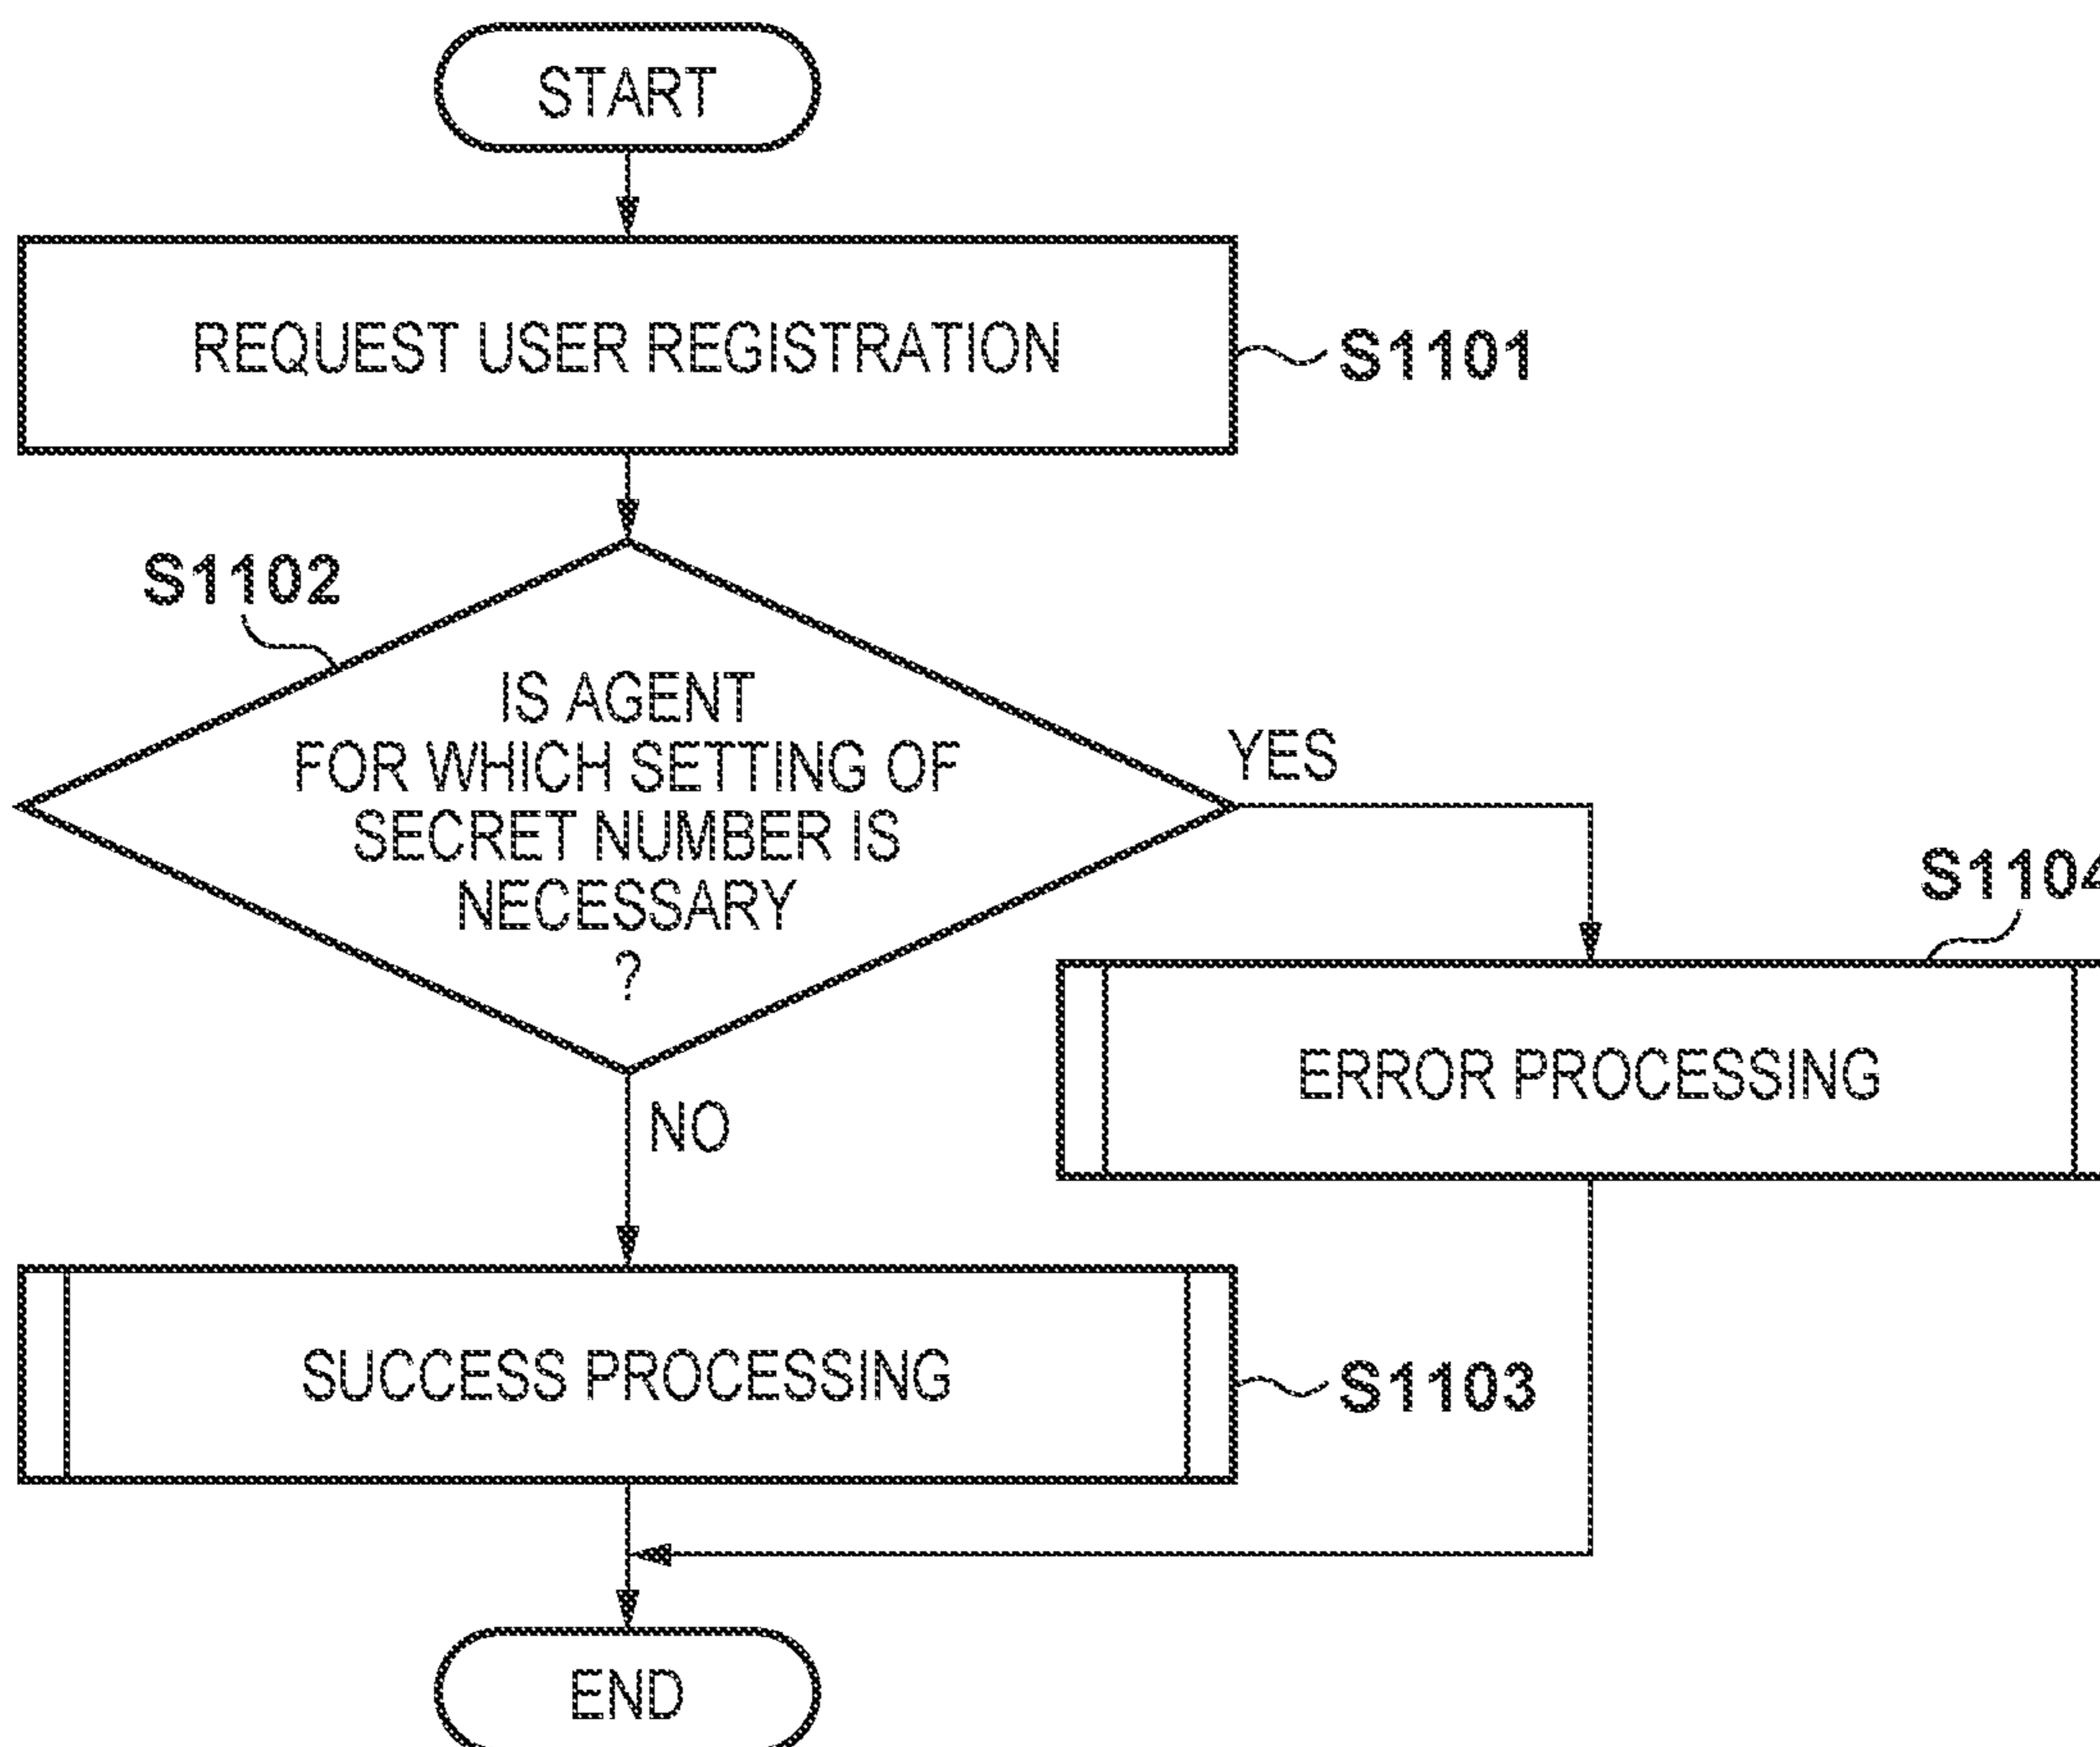 START
REQUEST USER REGISTRATION
S1101
S1102
IS AGENT
FOR WHICH SETTING OF
SECRET NUMBER IS
NECESSARY
?
YES
S1104
ERROR PROCESSING
NO
SUCCESS PROCESSING
S1103
END